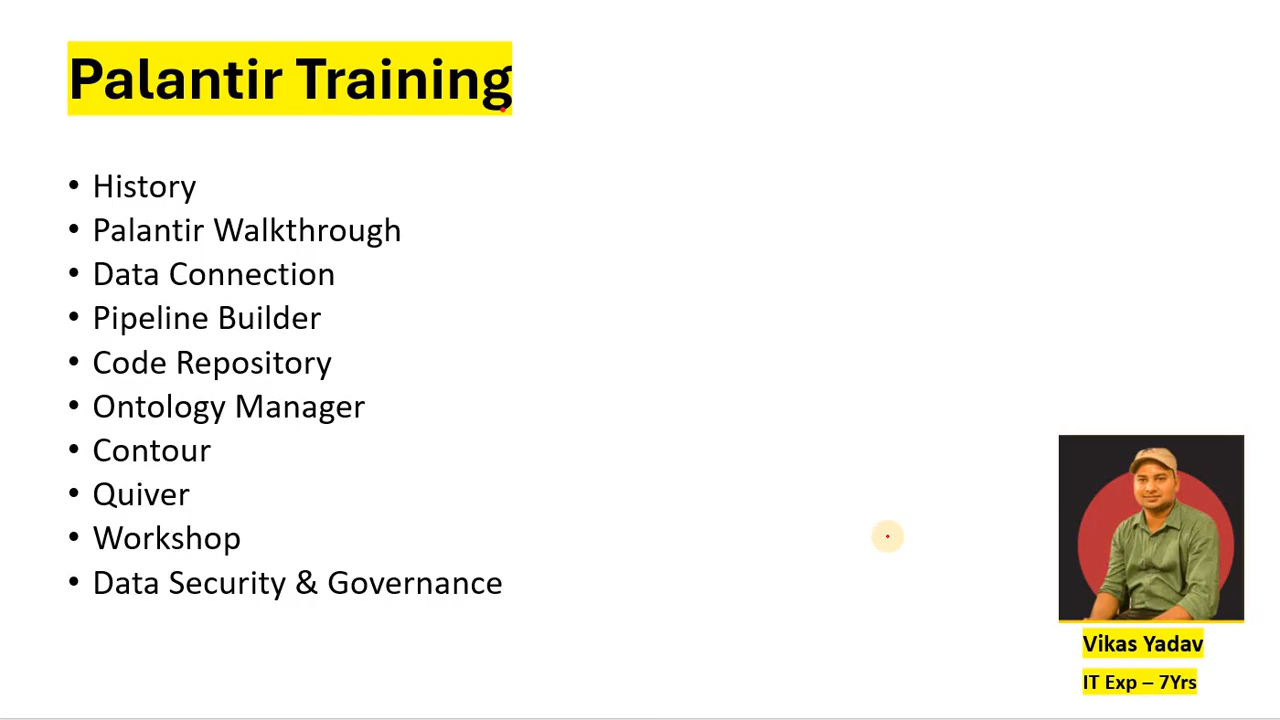 Palantir Training
• History
• Palantir Walkthrough
• Data Connection
• Pipeline Builder
• Code Repository
• Ontology Manager
• Contour
• Quiver
• Workshop
• Data Security & Governance
Vikas Yadav
IT Exp – 7Yrs